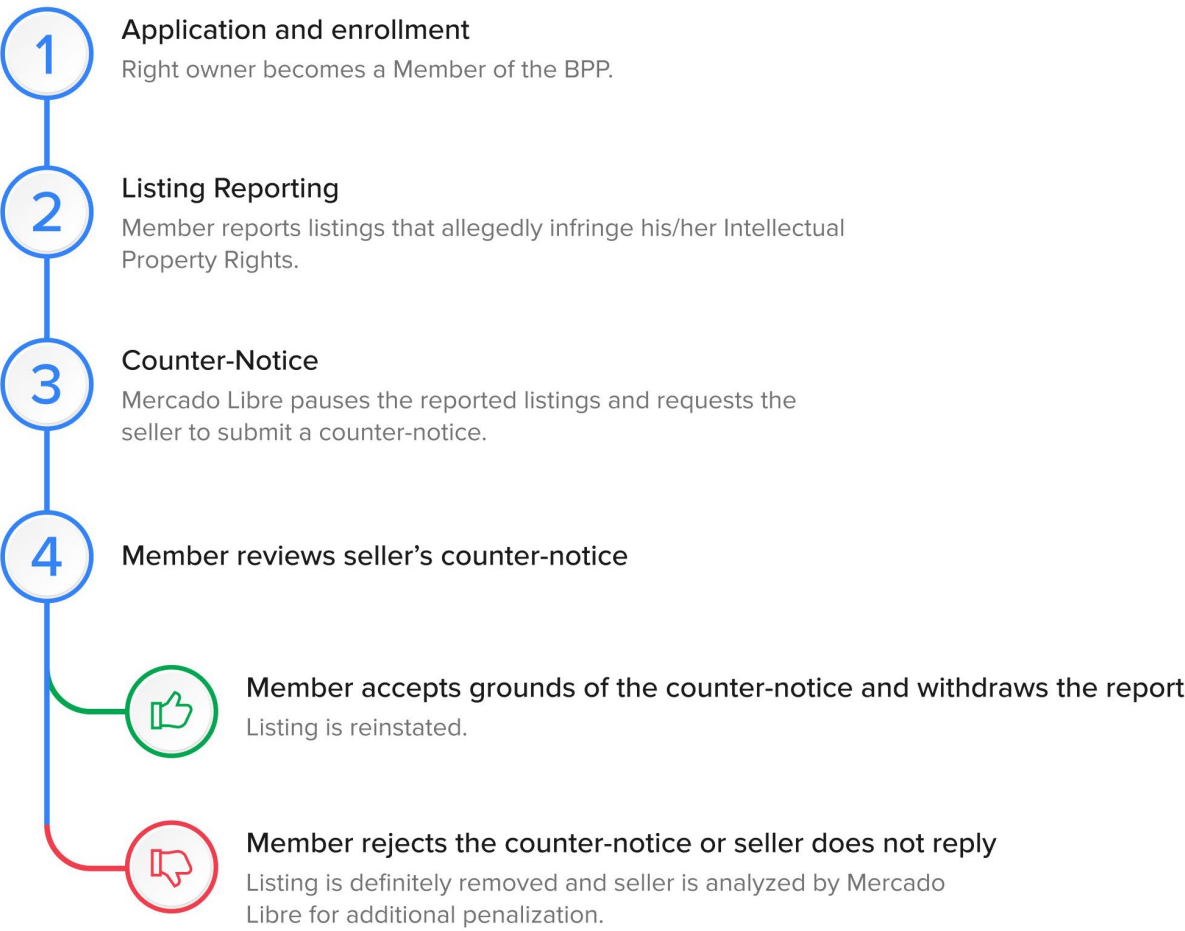 1
Application and enrollment
Right owner becomes a Member of the BPP.
2
Listing Reporting
Member reports listings that allegedly infringe his/her Intellectual
Property Rights.
3
Counter-Notice
Mercado Libre pauses the reported listings and requests the
seller to submit a counter-notice.
4
Member reviews seller’s counter-notice
Member accepts grounds of the counter-notice and withdraws the report
Listing is reinstated.
Member rejects the counter-notice or seller does not reply
Listing is definitely removed and seller is analyzed by Mercado
Libre for additional penalization.